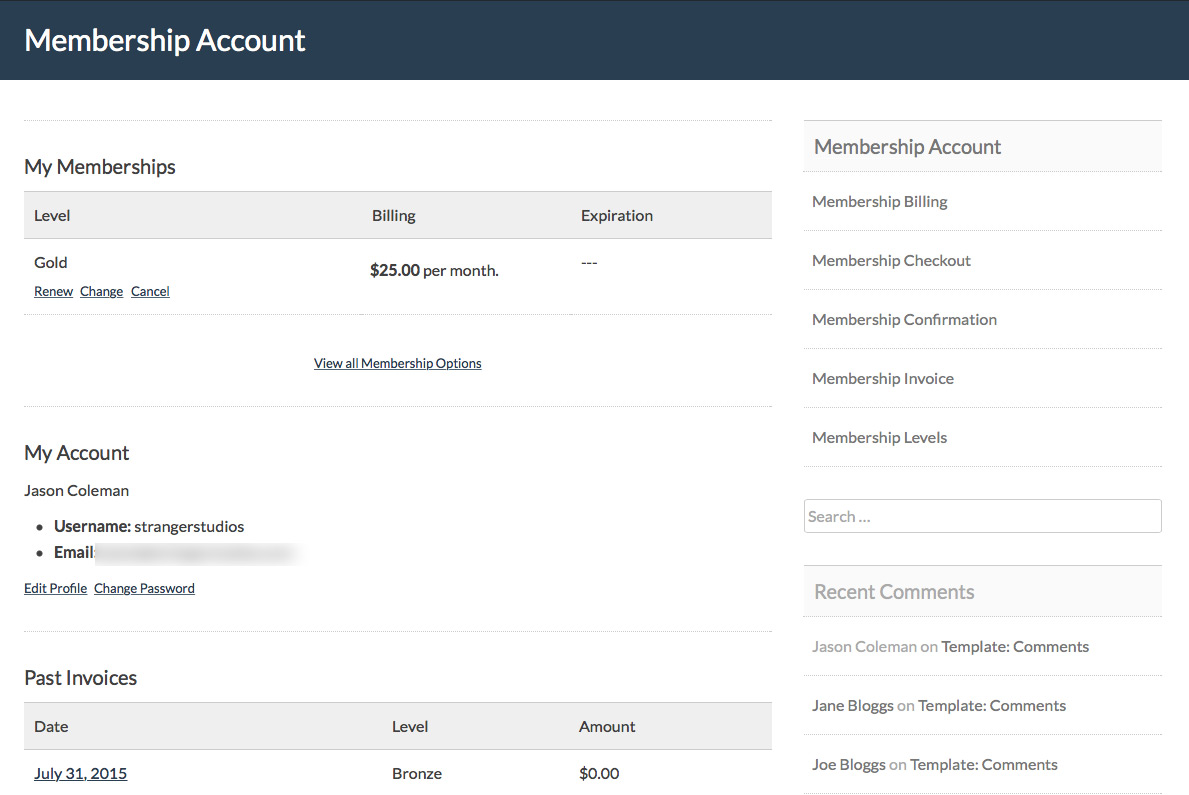 Membership Account
My Memberships
Level Billing Expiration
Gold $25.00 per month. ---
Renew Change Cancel
View all Membership Options
My Account
Jason Coleman
• Username: strangerstudios
• Email:
Edit Profile Change Password
Past Invoices
Date Level Amount
July 31, 2015 Bronze $0.00
Membership Account
Membership Billing
Membership Checkout
Membership Confirmation
Membership Invoice
Membership Levels
Search ...
Recent Comments
Jason Coleman on Template: Comments
Jane Bloggs on Template: Comments
Joe Bloggs on Template: Comments